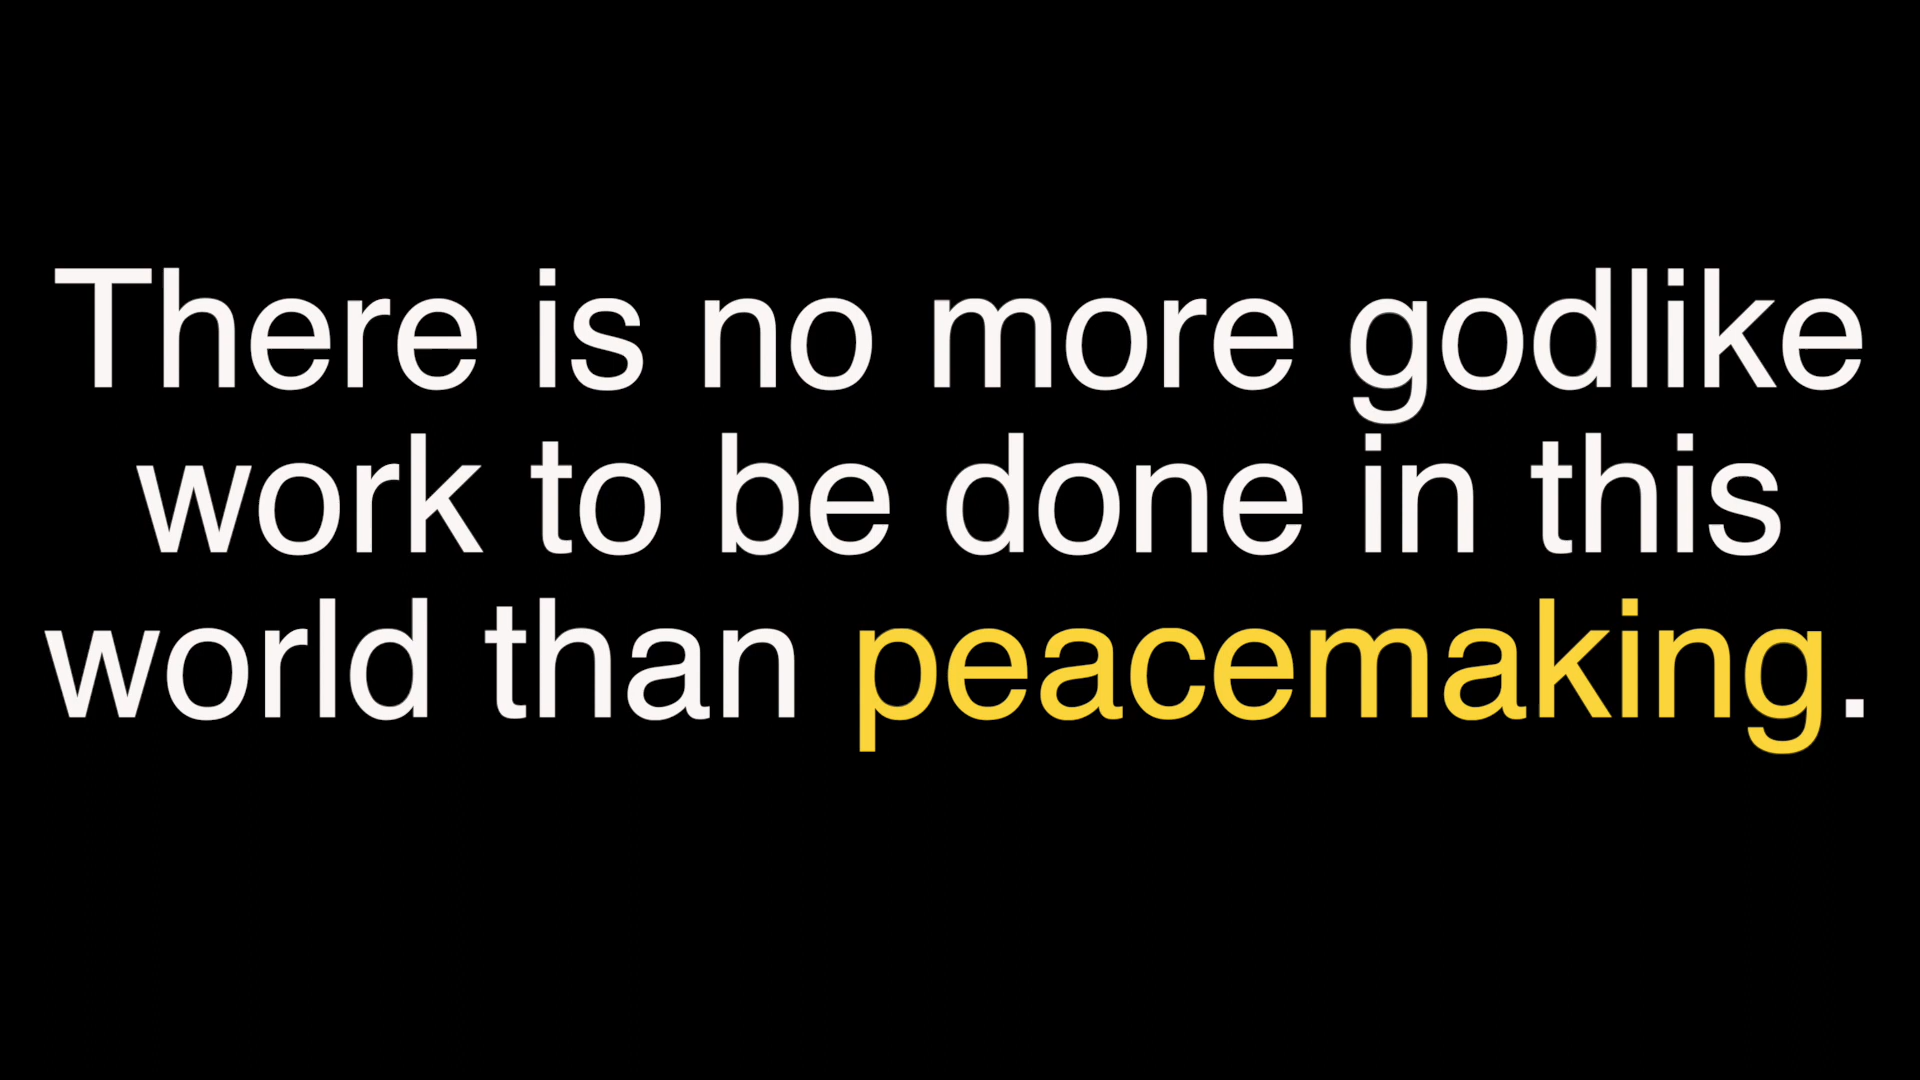 There is no more godlike
work to be done in this
world than peacemaking.